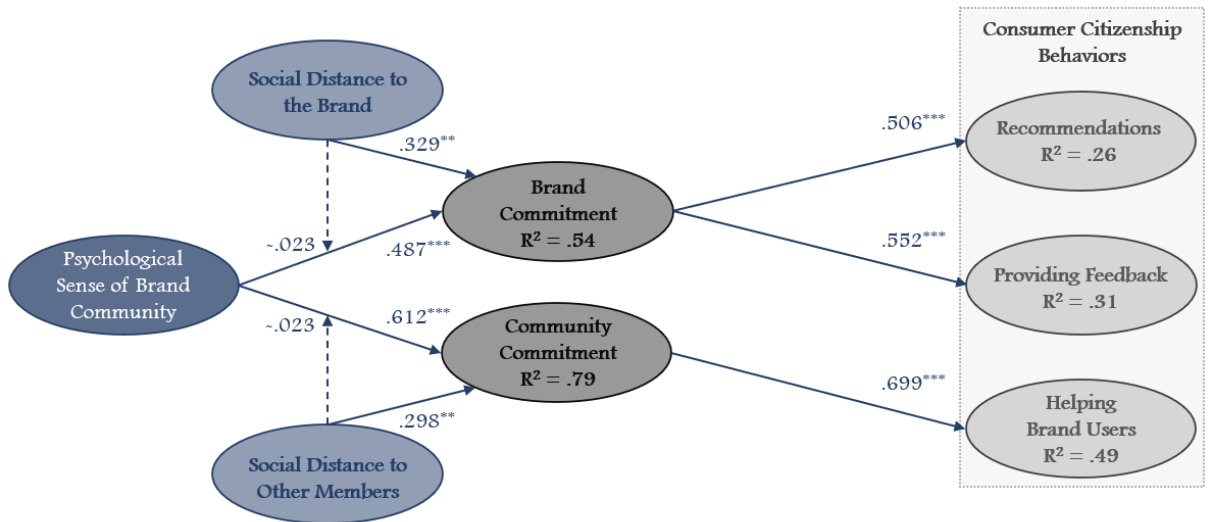 Consumer Citizenship
Behaviors
Social Distance to
the Brand
.329**
.506***
Recommendations
R² = .26
Brand
Commitment
R² = .54
~.023
.487***
.552***
Psychological
Sense of Brand
Community
Providing Feedback
R² = .31
~.023
.612***
Community
Commitment
R² = .79
.699***
.298**
Helping
Brand Users
R² = .49
Social Distance to
Other Members